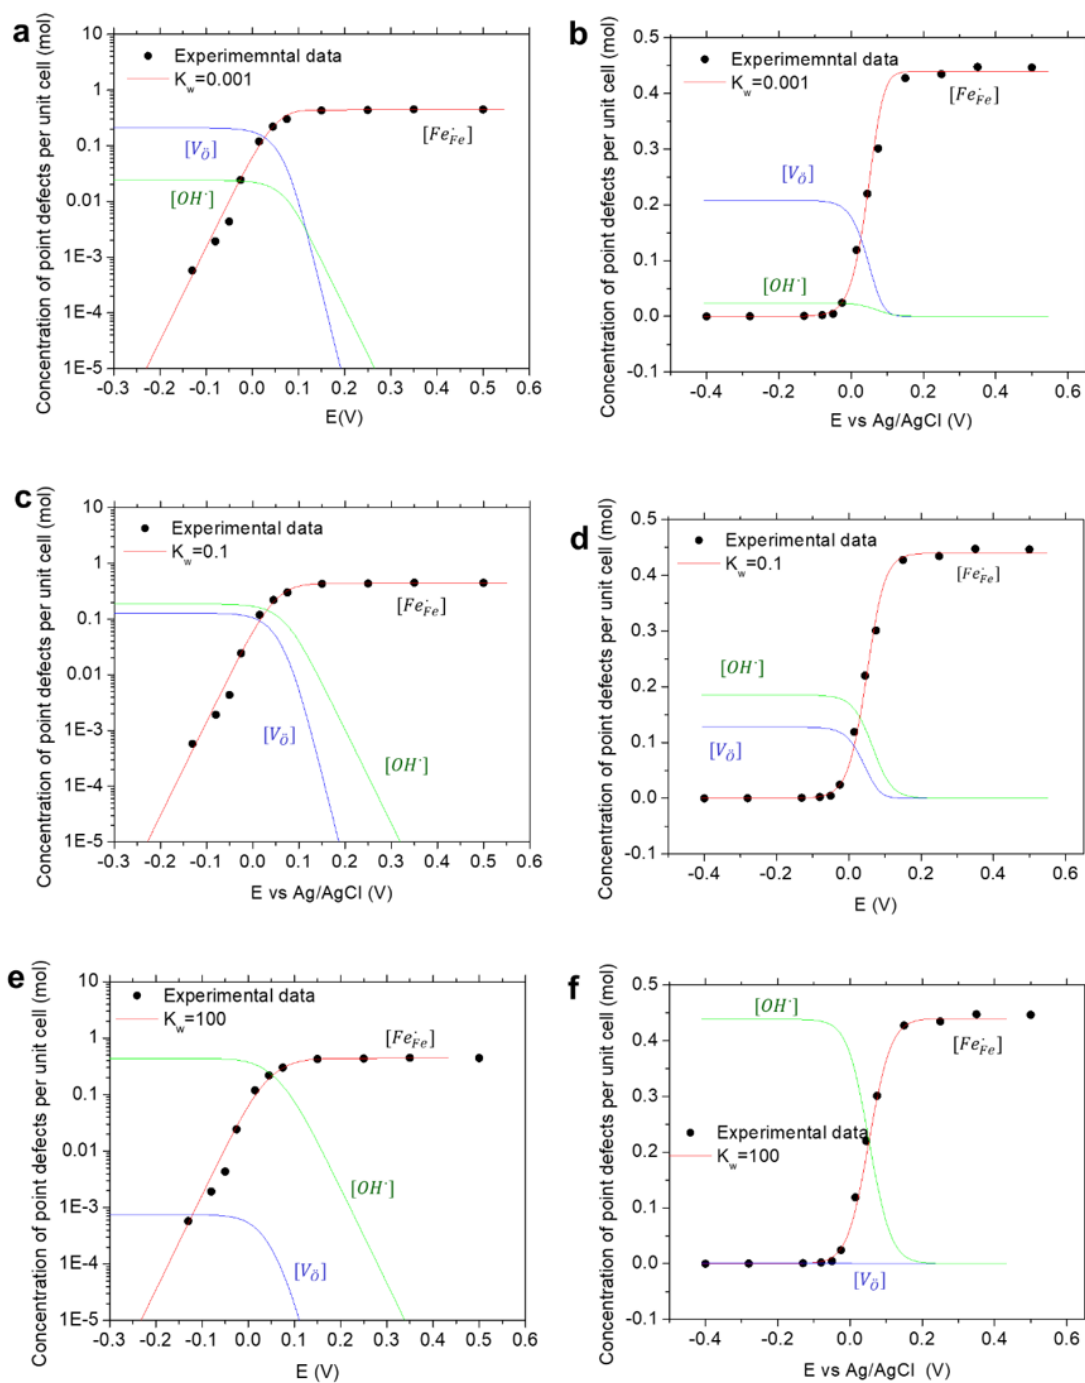 a
Concentration of point defects per unit cell (mol)
10
1
0.1
0.01
1E-3
1E-4
1E-5
Experimemntal data
K_w=0.001
[V_Ö]
[OH˙]
[Fe˙_Fe]
-0.3 -0.2 -0.1 0.0 0.1 0.2 0.3 0.4 0.5 0.6
E(V)
b
Concentration of point defects per unit cell (mol)
0.5
0.4
0.3
0.2
0.1
0.0
-0.1
Experimemntal data
K_w=0.001
[Fe˙_Fe]
[V_Ö]
[OH˙]
-0.4 -0.2 0.0 0.2 0.4 0.6
E vs Ag/AgCl (V)
c
Concentration of point defects per unit cell (mol)
10
1
0.1
0.01
1E-3
1E-4
1E-5
Experimental data
K_w=0.1
[Fe˙_Fe]
[V_Ö]
[OH˙]
-0.3 -0.2 -0.1 0.0 0.1 0.2 0.3 0.4 0.5 0.6
E vs Ag/AgCl (V)
d
Concentration of point defects per unit cell (mol)
0.5
0.4
0.3
0.2
0.1
0.0
-0.1
Experimental data
K_w=0.1
[Fe˙_Fe]
[OH˙]
[V_Ö]
-0.4 -0.2 0.0 0.2 0.4 0.6
E (V)
e
Concentration of point defects per unit cell (mol)
10
1
0.1
0.01
1E-3
1E-4
1E-5
Experimental data
K_w=100
[Fe˙_Fe]
[OH˙]
[V_Ö]
-0.3 -0.2 -0.1 0.0 0.1 0.2 0.3 0.4 0.5 0.6
E (V)
f
Concentration of point defects per unit cell (mol)
0.5
0.4
0.3
0.2
0.1
0.0
-0.1
[OH˙]
[Fe˙_Fe]
Experimental data
K_w=100
[V_Ö]
-0.4 -0.2 0.0 0.2 0.4 0.6
E vs Ag/AgCl (V)